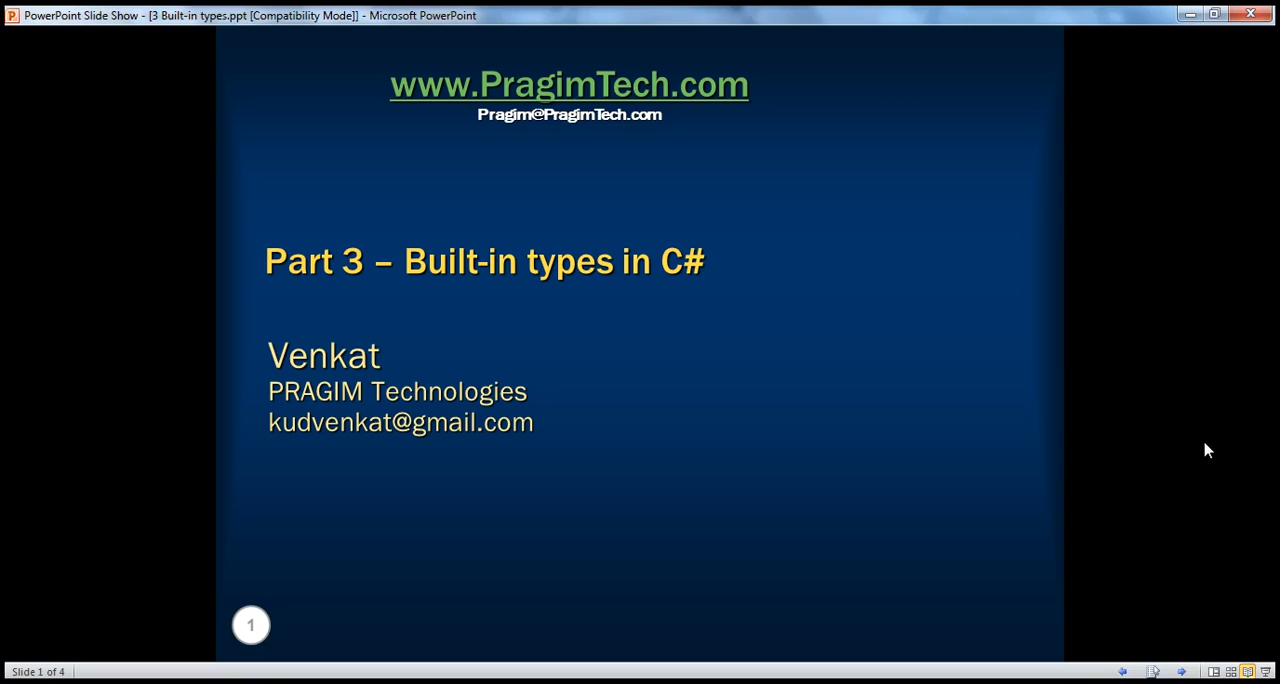 PowerPoint Slide Show - [3 Built-in types.ppt [Compatibility Mode]] - Microsoft PowerPoint
www.PragimTech.com
Pragim@PragimTech.com
Part 3 – Built-in types in C#
Venkat
PRAGIM Technologies
kudvenkat@gmail.com
1
Slide 1 of 4